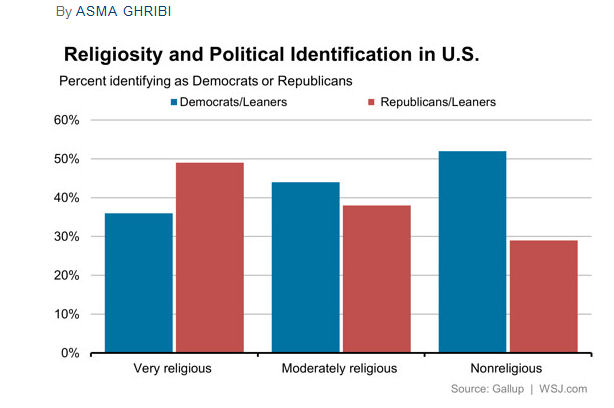 By ASMA GHRIBI
Religiosity and Political Identification in U.S.
Percent identifying as Democrats or Republicans
Democrats/Leaners Republicans/Leaners
60%
50%
40%
30%
20%
10%
0%
Very religious Moderately religious Nonreligious
Source: Gallup | WSJ.com